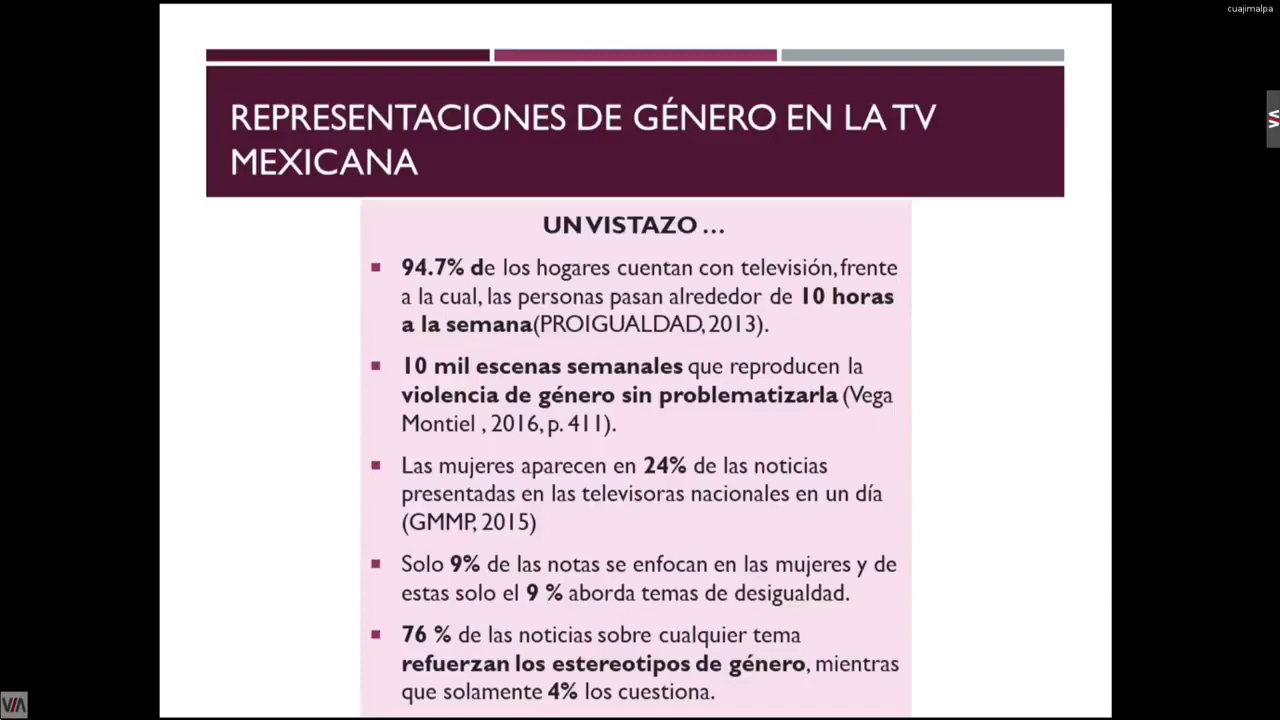 cuajimalpa
REPRESENTACIONES DE GÉNERO EN LA TV
MEXICANA
UN VISTAZO ...
94.7% de los hogares cuentan con televisión, frente
a la cual, las personas pasan alrededor de 10 horas
a la semana(PROIGUALDAD, 2013).
10 mil escenas semanales que reproducen la
violencia de género sin problematizarla (Vega
Montiel , 2016, p. 411).
Las mujeres aparecen en 24% de las noticias
presentadas en las televisoras nacionales en un día
(GMMP, 2015)
Solo 9% de las notas se enfocan en las mujeres y de
estas solo el 9 % aborda temas de desigualdad.
76 % de las noticias sobre cualquier tema
refuerzan los estereotipos de género, mientras
que solamente 4% los cuestiona.
VIA